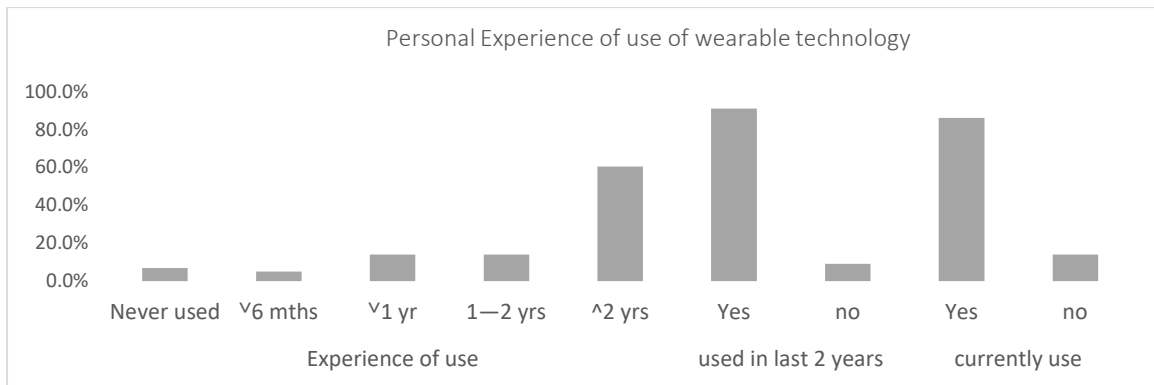 Personal Experience of use of wearable technology
100.0%
80.0%
60.0%
40.0%
20.0%
0.0%
Never used ˅6 mths ˅1 yr 1—2 yrs ^2 yrs Yes no Yes no
Experience of use used in last 2 years currently use